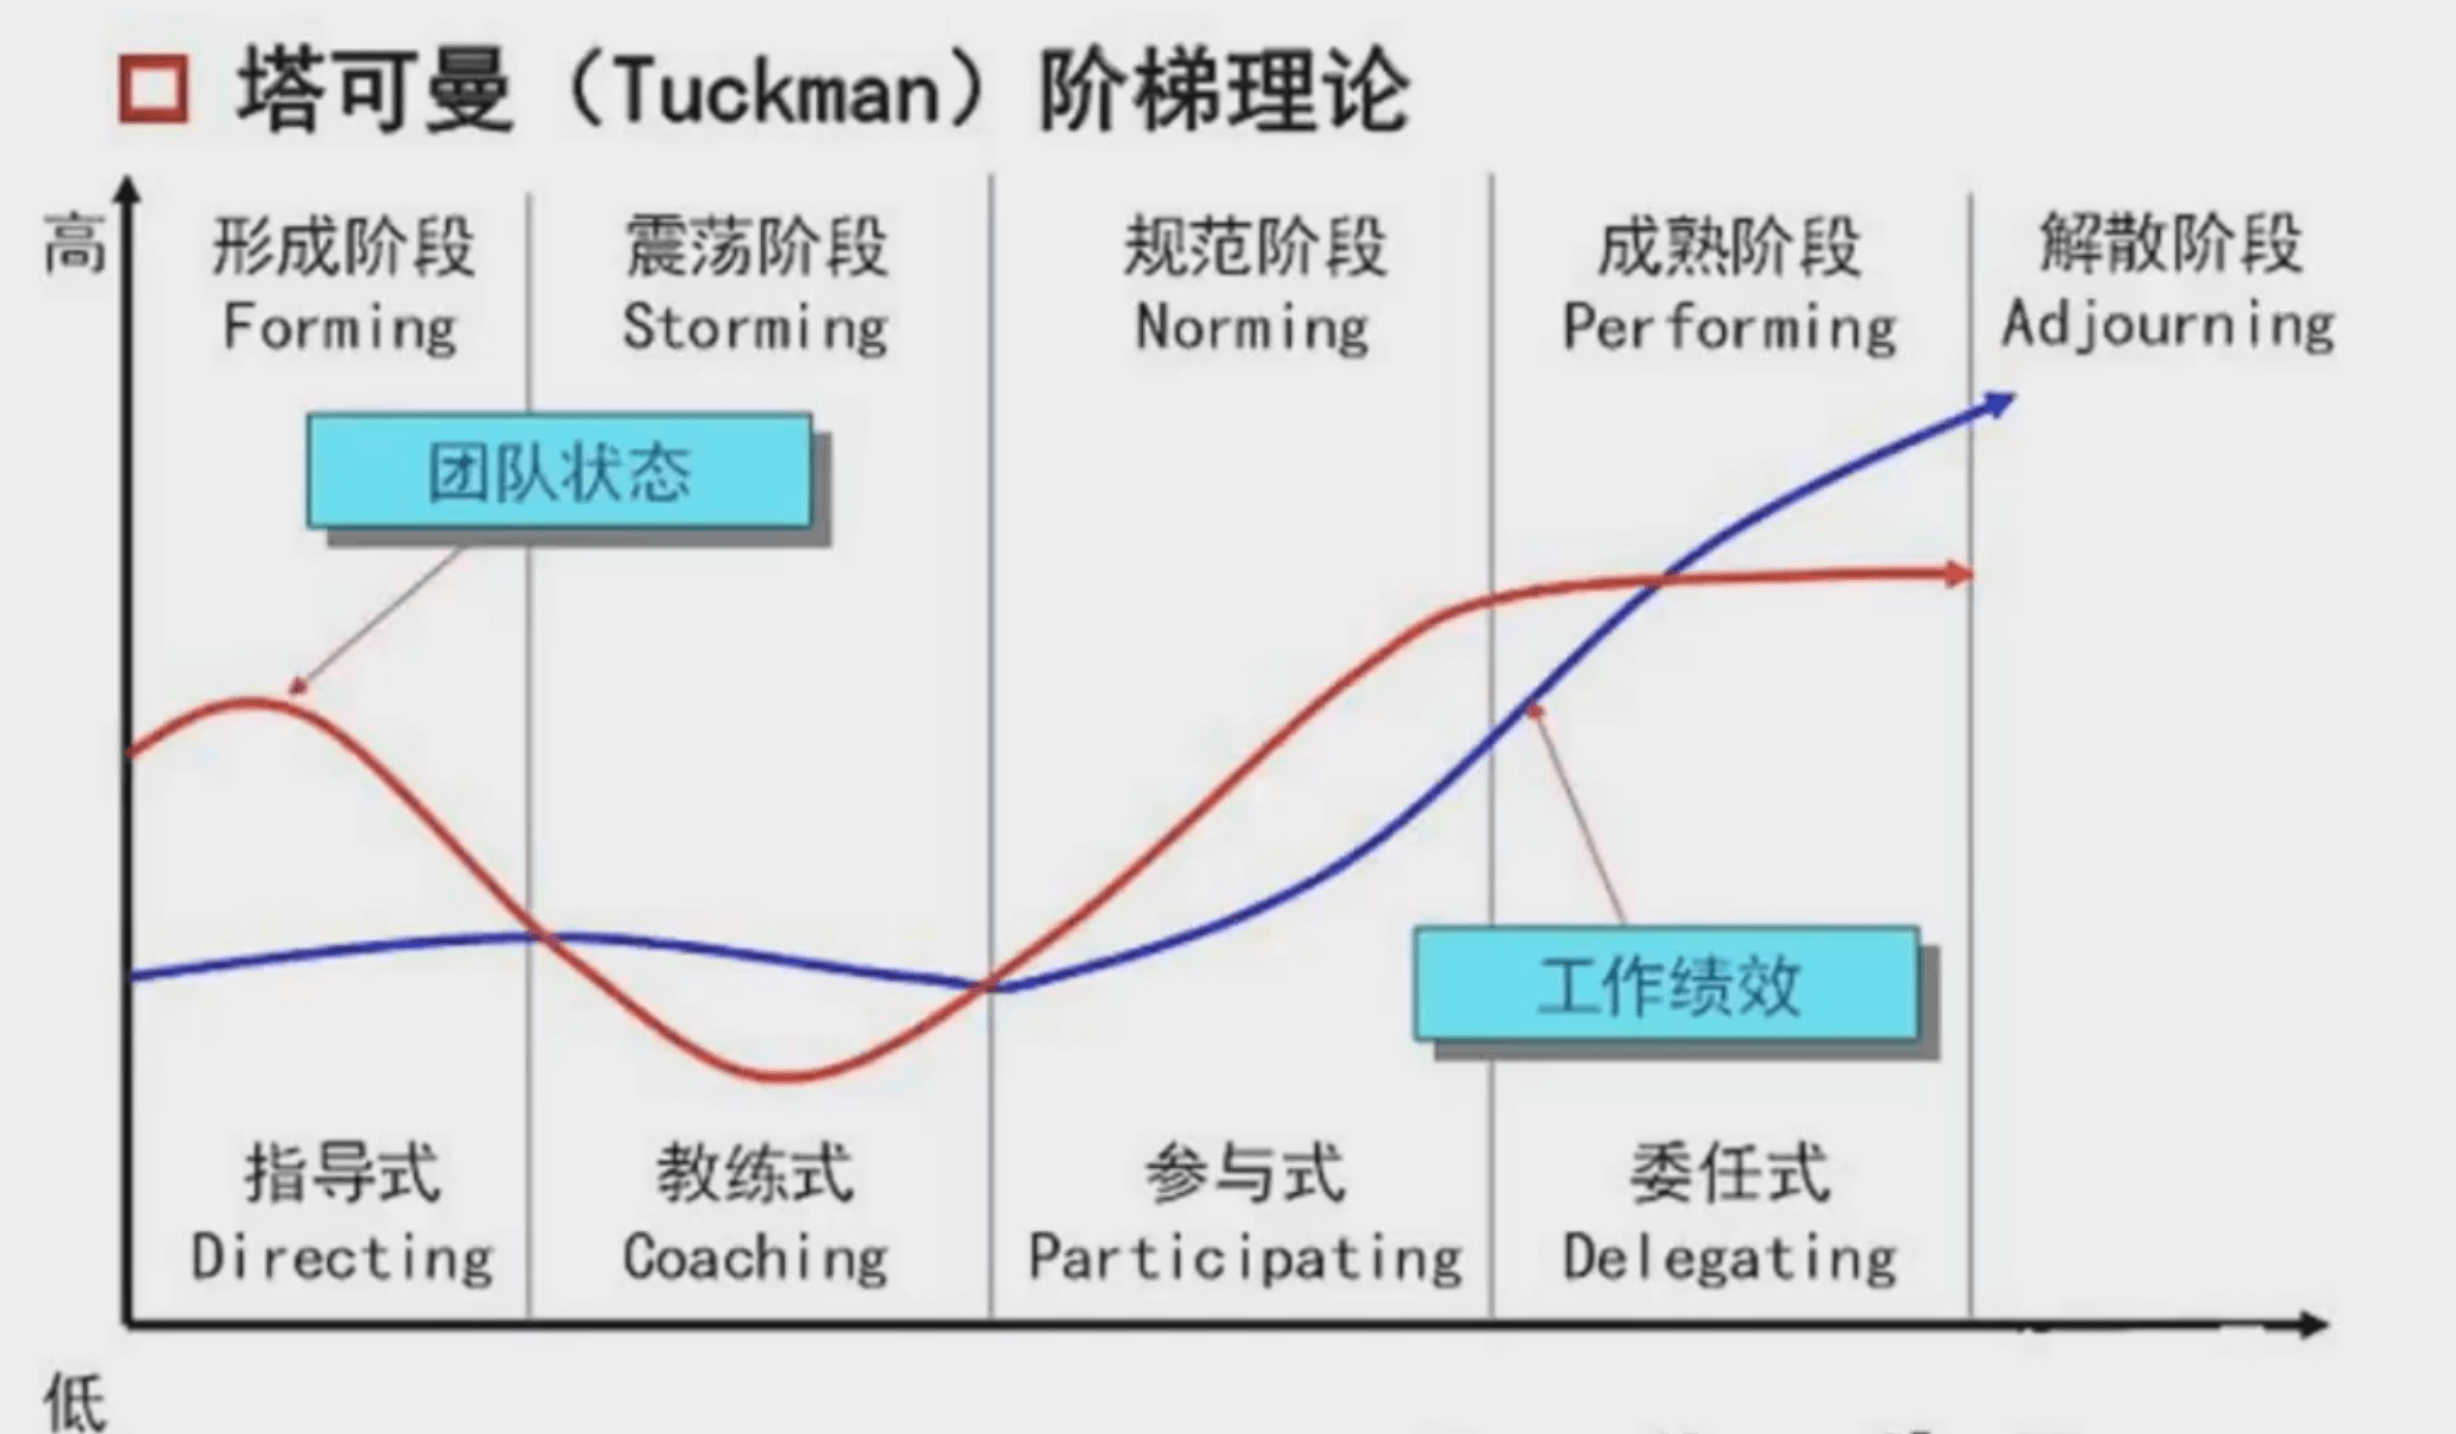 塔可曼（Tuckman）阶梯理论
高
形成阶段
Forming
震荡阶段
Storming
规范阶段
Norming
成熟阶段
Performing
解散阶段
Adjourning
团队状态
工作绩效
指导式
Directing
教练式
Coaching
参与式
Participating
委任式
Delegating
低